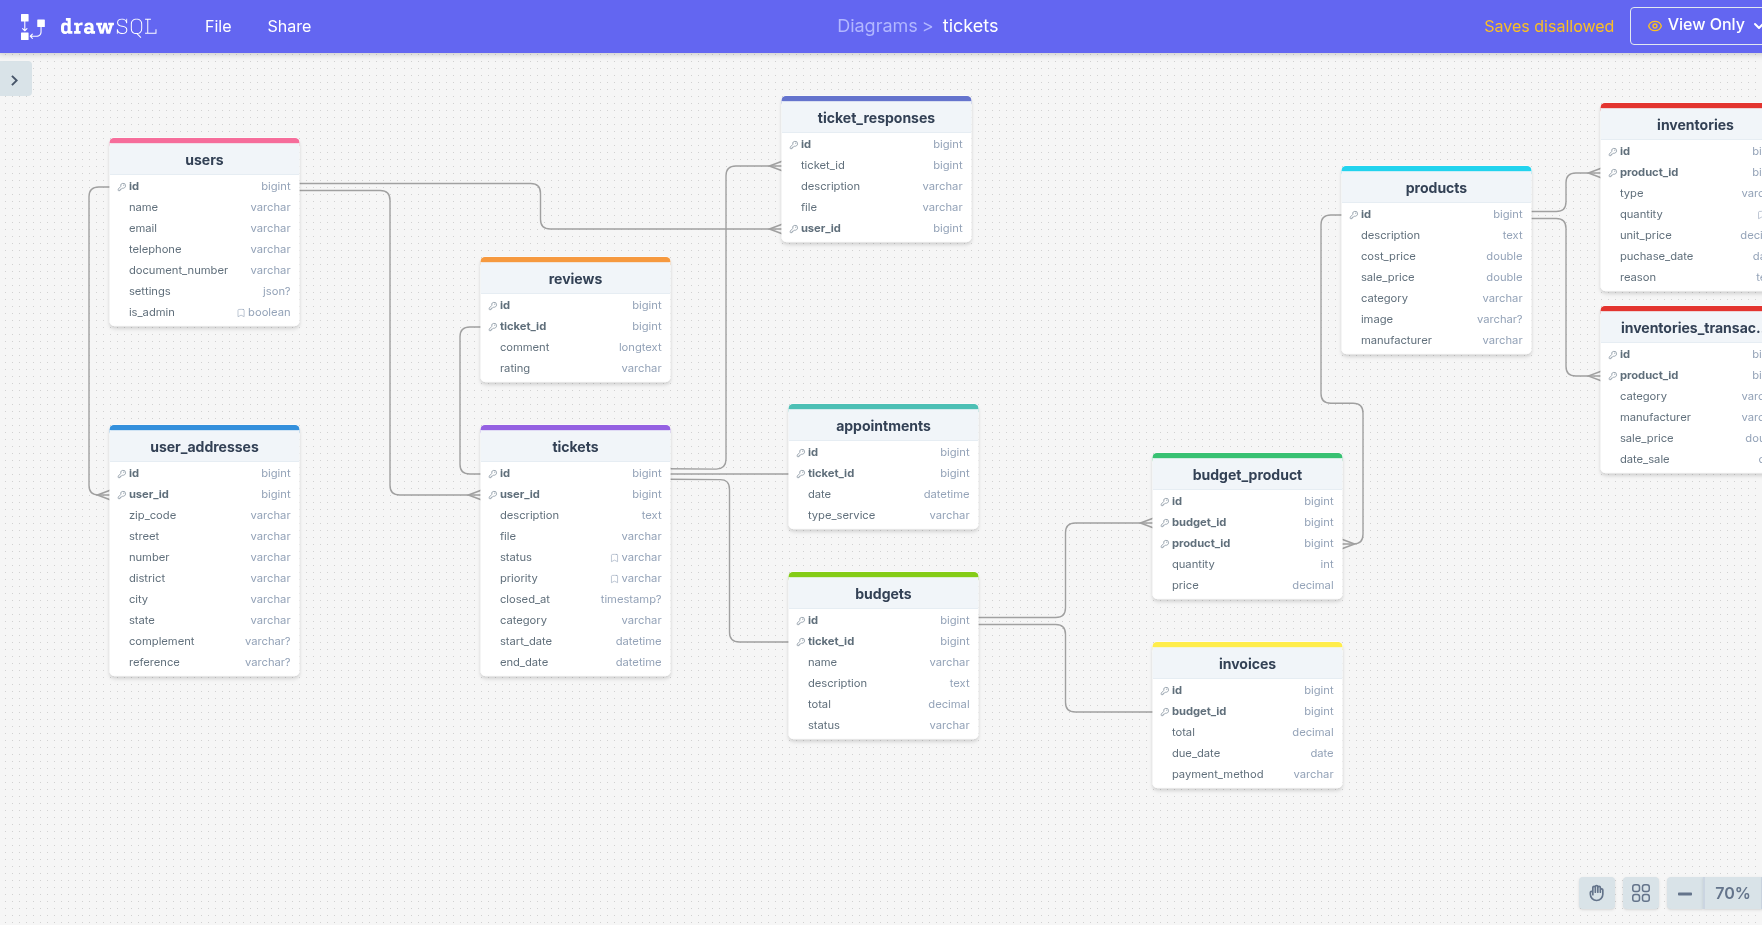 drawSQL
File
Share
Diagrams > tickets
Saves disallowed
View Only
users
id bigint
name varchar
email varchar
telephone varchar
document_number varchar
settings json?
is_admin boolean
user_addresses
id bigint
user_id bigint
zip_code varchar
street varchar
number varchar
district varchar
city varchar
state varchar
complement varchar?
reference varchar?
reviews
id bigint
ticket_id bigint
comment longtext
rating varchar
tickets
id bigint
user_id bigint
description text
file varchar
status varchar
priority varchar
closed_at timestamp?
category varchar
start_date datetime
end_date datetime
ticket_responses
id bigint
ticket_id bigint
description varchar
file varchar
user_id bigint
appointments
id bigint
ticket_id bigint
date datetime
type_service varchar
budgets
id bigint
ticket_id bigint
name varchar
description text
total decimal
status varchar
budget_product
id bigint
budget_id bigint
product_id bigint
quantity int
price decimal
invoices
id bigint
budget_id bigint
total decimal
due_date date
payment_method varchar
products
id bigint
description text
cost_price double
sale_price double
category varchar
image varchar?
manufacturer varchar
inventories
id bi
product_id bi
type varc
quantity
unit_price deci
puchase_date da
reason te
inventories_transac.
id bi
product_id bi
category varc
manufacturer varc
sale_price dou
date_sale
70%